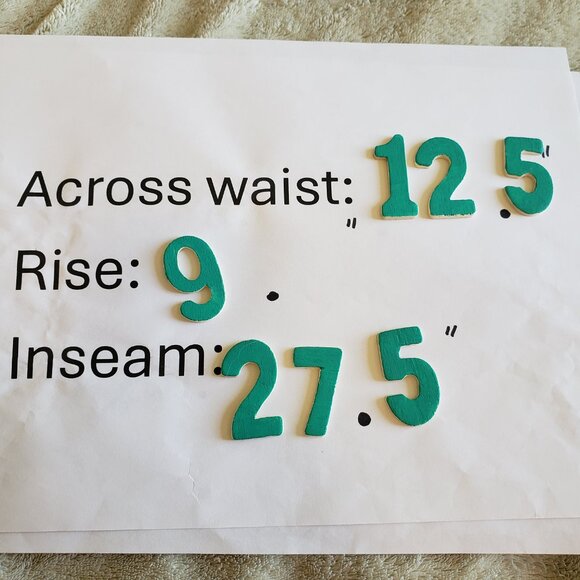 Across waist: 12.5"
Rise: 9 . "
Inseam: 27.5"